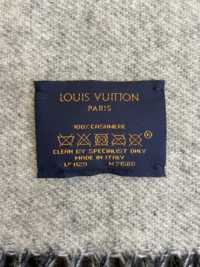 LOUIS VUITTON
PARIS
100% CASHMERE
CLEAN BY SPECIALIST ONLY
MADE IN ITALY